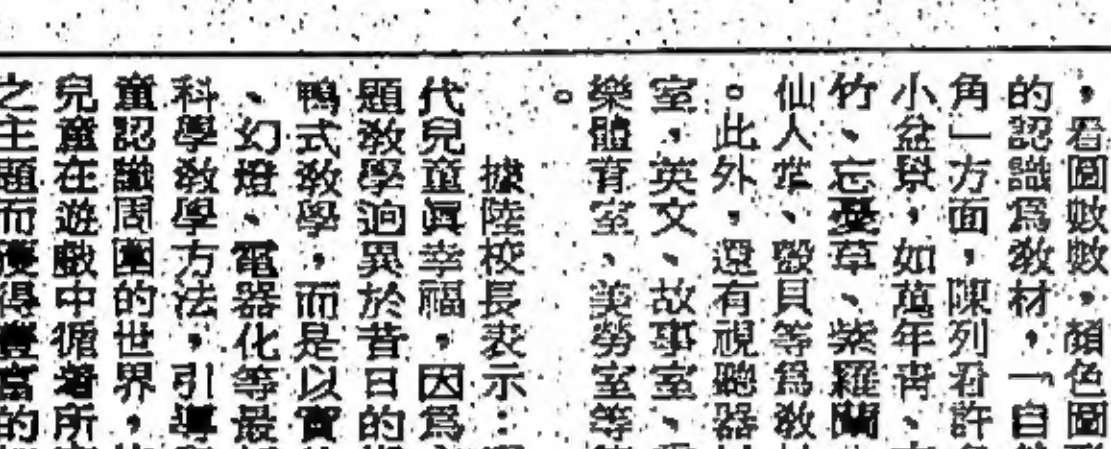 ，看圖數數，顏色圖
的認識爲教材，「自
角」方面，陳列着許
小盆景，如萬年青、
竹、忘憂草、紫羅蘭
仙人掌、殼貝等爲教
。此外，還有視聽器
室，英文、故事室、
樂體育室、美勞室等
。
據陸校長表示：
代兒童眞幸福，因爲
題教學迥異於昔日的
鴨式教學，而是以實
、幻燈、電器化等最
科學教學方法，引導
童認識周圍的世界，
兒童在遊戲中循着所
之主題而獲得豐富的